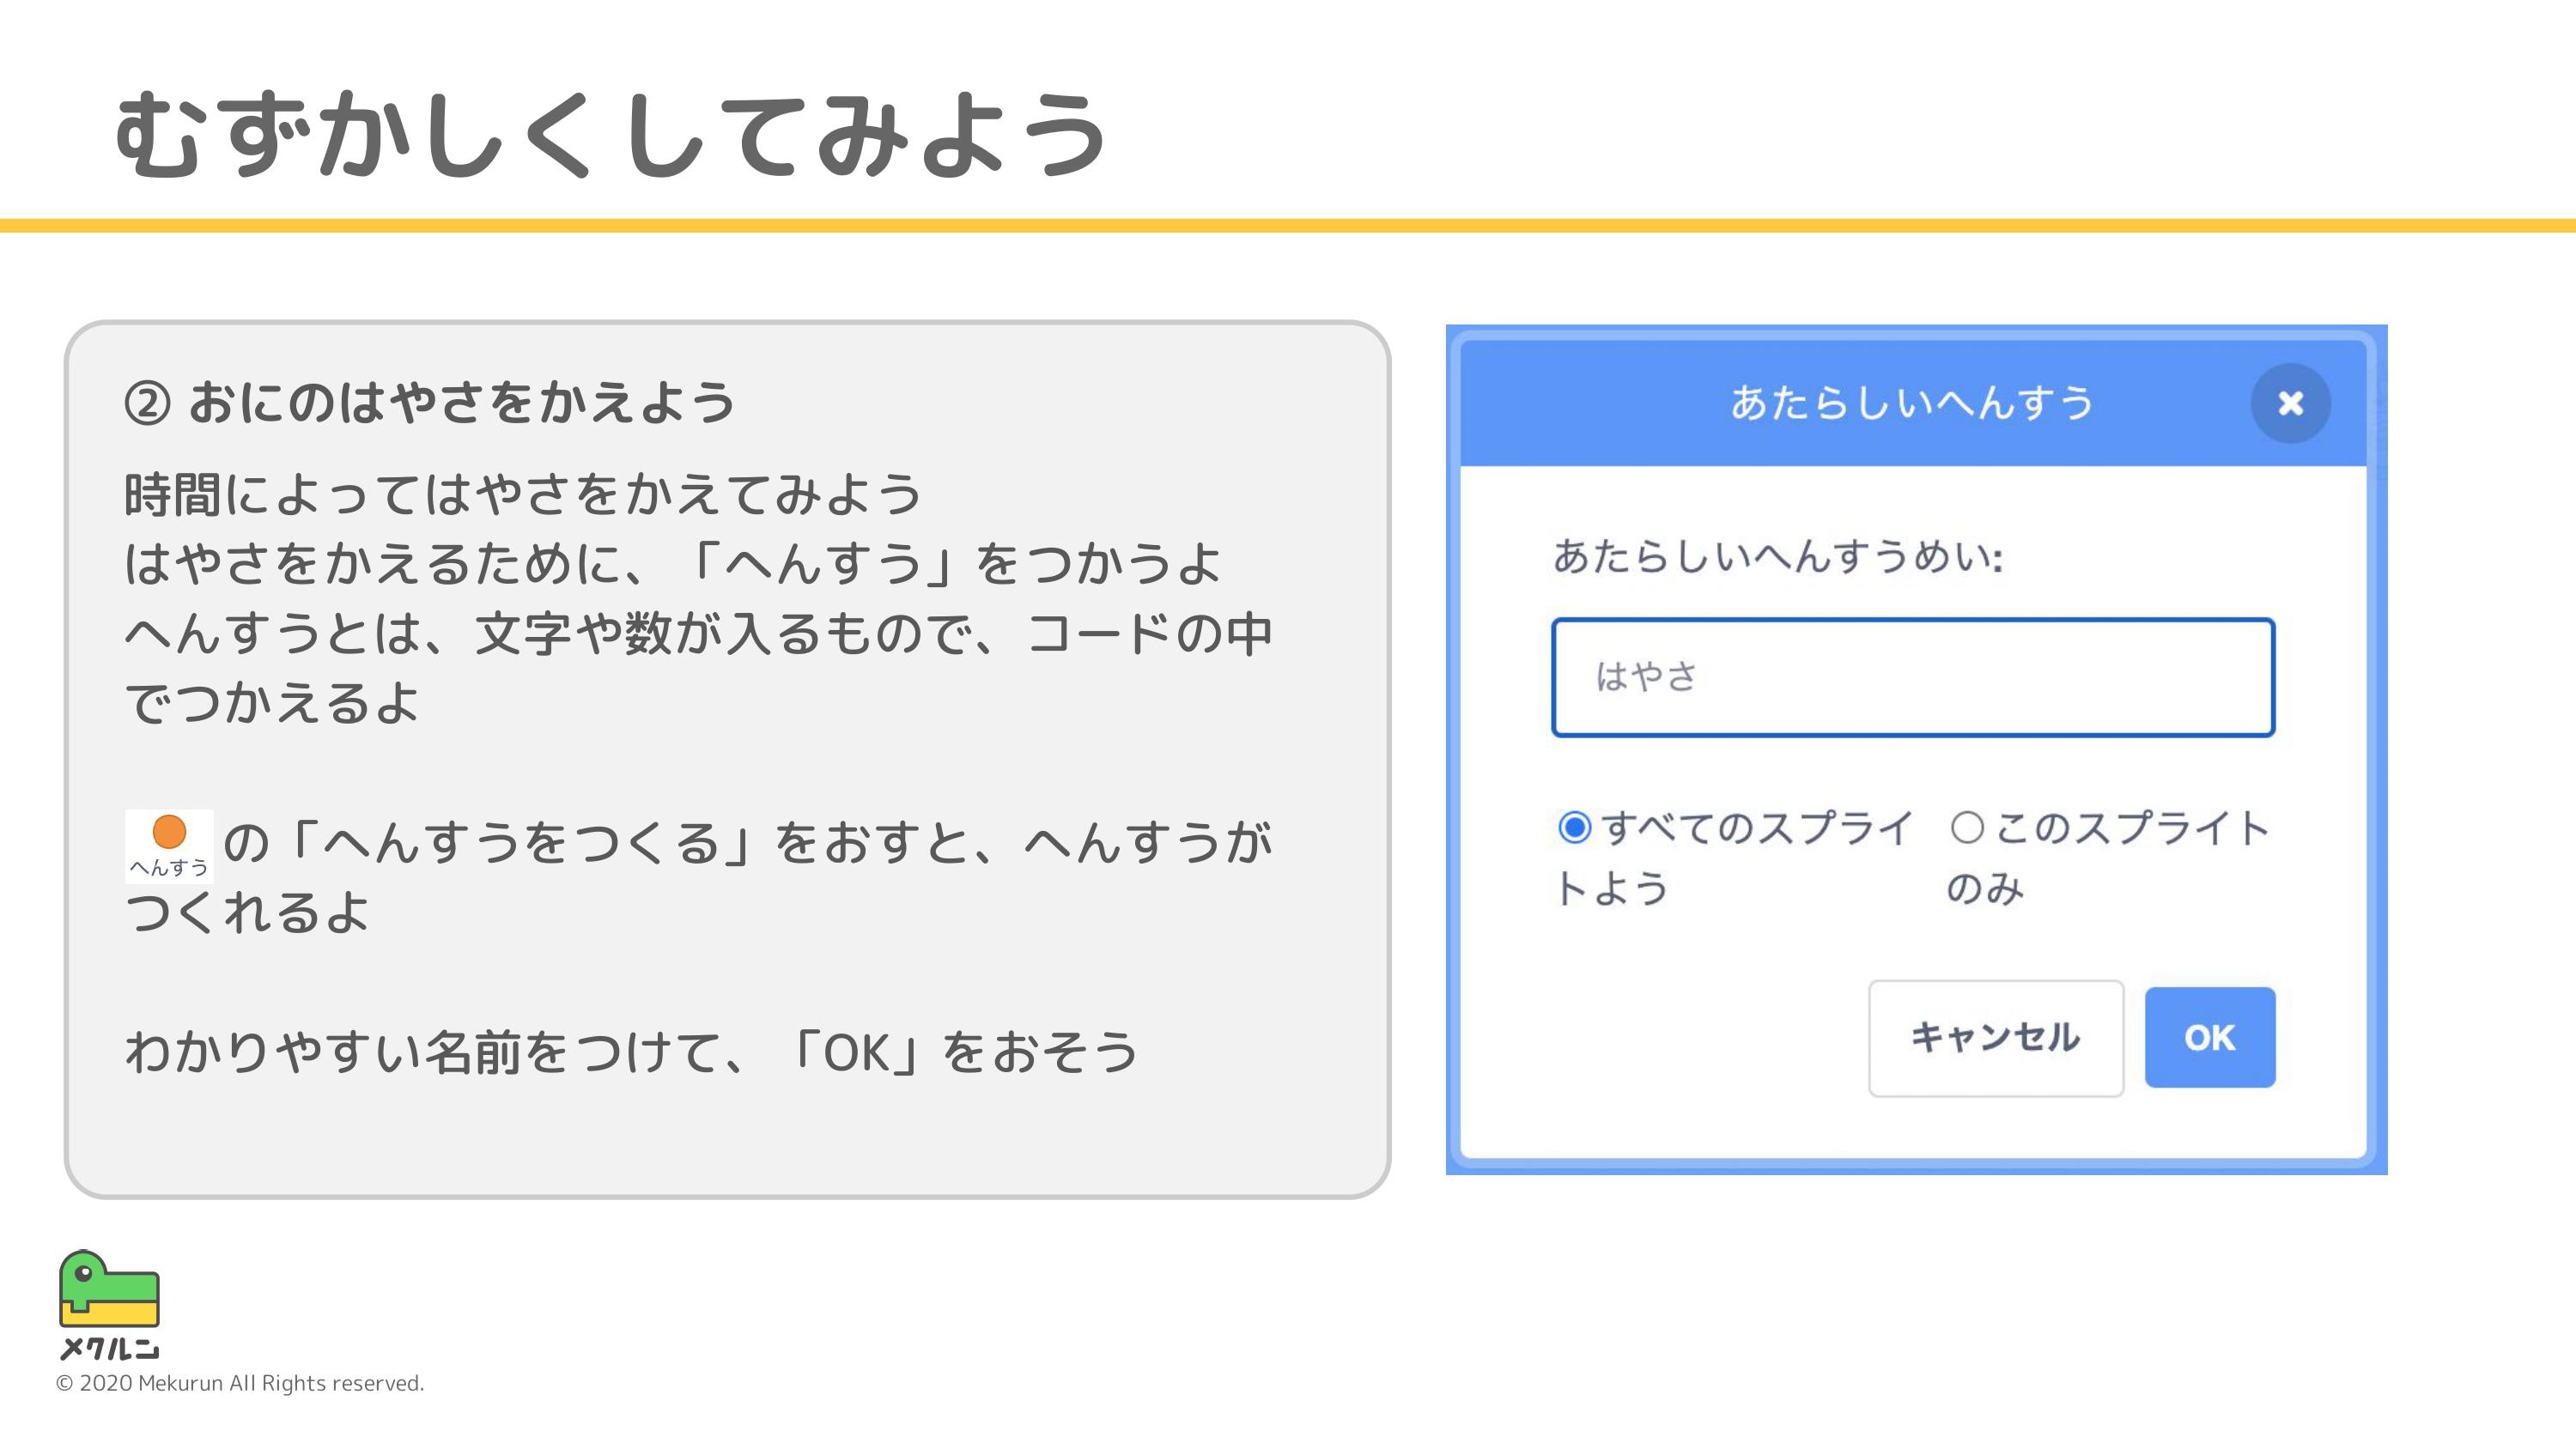 むずかしくしてみよう
② おにのはやさをかえよう
時間によってはやさをかえてみよう
はやさをかえるために、「へんすう」をつかうよ
へんすうとは、文字や数が入るもので、コードの中
でつかえるよ
へんすう の「へんすうをつくる」をおすと、へんすうが
つくれるよ
わかりやすい名前をつけて、「OK」をおそう
あたらしいへんすう
あたらしいへんすうめい:
はやさ
すべてのスプライ このスプライト
トよう のみ
キャンセル OK
メクルン
© 2020 Mekurun All Rights reserved.